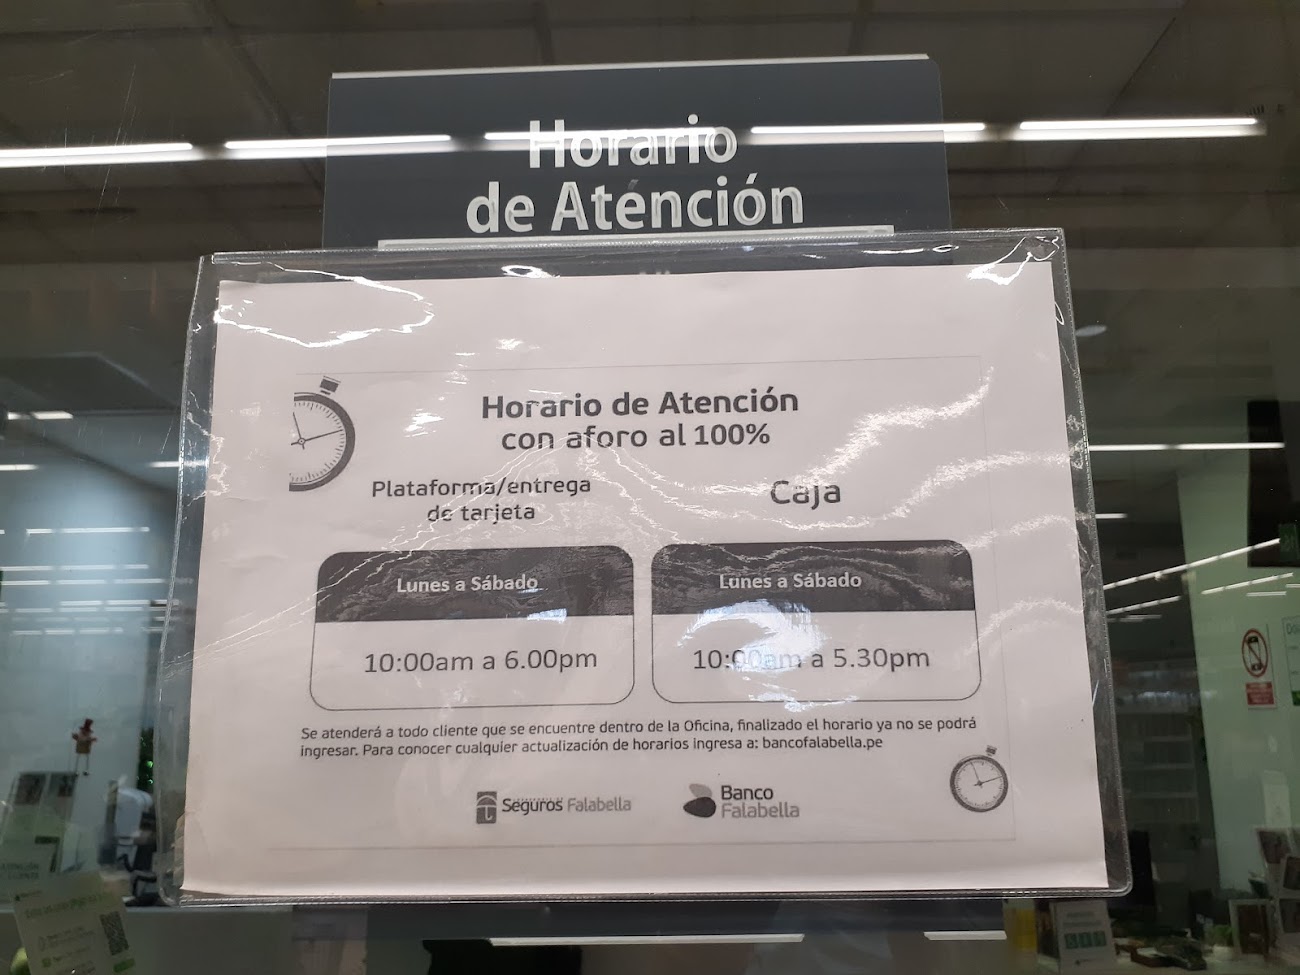 Horario
de Atención
Horario de Atención
con aforo al 100%
Plataforma/entrega
de tarjeta
Caja
Lunes a Sábado
Lunes a Sábado
10:00am a 6.00pm
10:00am a 5.30pm
Se atenderá a todo cliente que se encuentre dentro de la Oficina, finalizado el horario ya no se podrá
ingresar. Para conocer cualquier actualización de horarios ingresa a: bancofalabella.pe
Seguros Falabella
Banco
Falabella